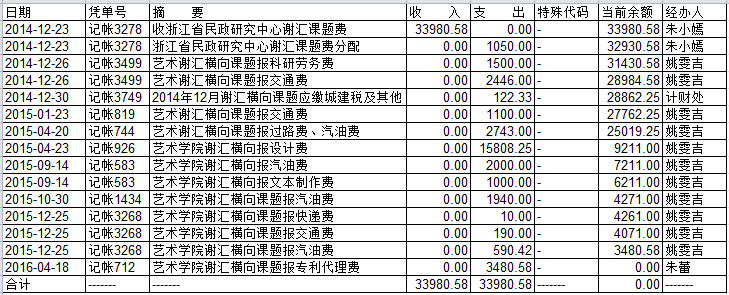 日期 凭单号 摘 要 收 入 支 出 特殊代码 当前余额 经办人
2014-12-23 记帐3278 收浙江省民政研究中心谢汇课题费 33980.58 0.00 - 33980.58 朱小嫣
2014-12-23 记帐3278 浙江省民政研究中心谢汇课题费分配 0.00 1050.00 - 32930.58 朱小嫣
2014-12-26 记帐3499 艺术谢汇横向课题报科研劳务费 0.00 1500.00 - 31430.58 姚雯吉
2014-12-26 记帐3499 艺术谢汇横向课题报交通费 0.00 2446.00 - 28984.58 姚雯吉
2014-12-30 记帐3749 2014年12月谢汇横向课题应缴城建税及其他 0.00 122.33 - 28862.25 计财处
2015-01-23 记帐819 艺术谢汇横向课题报交通费 0.00 1100.00 - 27762.25 姚雯吉
2015-04-20 记帐744 艺术谢汇横向课题报过路费、汽油费 0.00 2743.00 - 25019.25 姚雯吉
2015-04-23 记帐926 艺术学院谢汇横向报设计费 0.00 15808.25 - 9211.00 姚雯吉
2015-09-14 记帐583 艺术学院谢汇横向报汽油费 0.00 2000.00 - 7211.00 姚雯吉
2015-09-14 记帐583 艺术学院谢汇横向报文本制作费 0.00 1000.00 - 6211.00 姚雯吉
2015-10-30 记帐1434 艺术学院谢汇横向课题报汽油费 0.00 1940.00 - 4271.00 姚雯吉
2015-12-25 记帐3268 艺术学院谢汇横向课题报快递费 0.00 10.00 - 4261.00 姚雯吉
2015-12-25 记帐3268 艺术学院谢汇横向课题报交通费 0.00 190.00 - 4071.00 姚雯吉
2015-12-25 记帐3268 艺术学院谢汇横向课题报汽油费 0.00 590.42 - 3480.58 姚雯吉
2016-04-18 记帐712 艺术学院谢汇横向课题报专利代理费 0.00 3480.58 - 0.00 朱蕾
合计 ------- ------- 33980.58 33980.58 ------- 0.00 -------